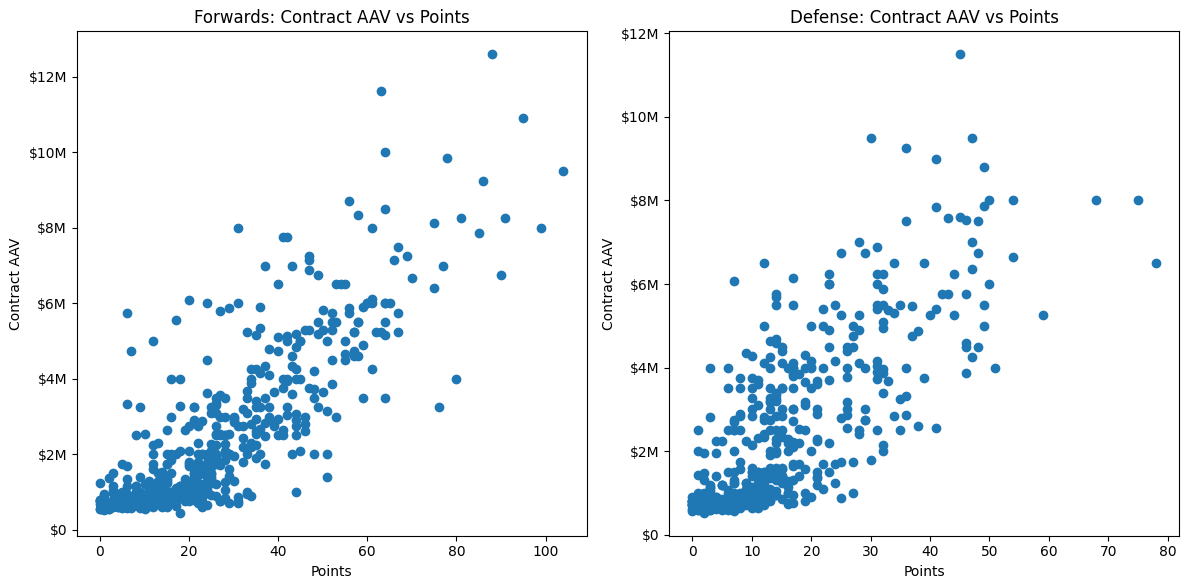 Forwards: Contract AAV vs Points
Contract AAV
$12M
$10M
$8M
$6M
$4M
$2M
$0
0 20 40 60 80 100
Points
Defense: Contract AAV vs Points
Contract AAV
$12M
$10M
$8M
$6M
$4M
$2M
$0
0 10 20 30 40 50 60 70 80
Points